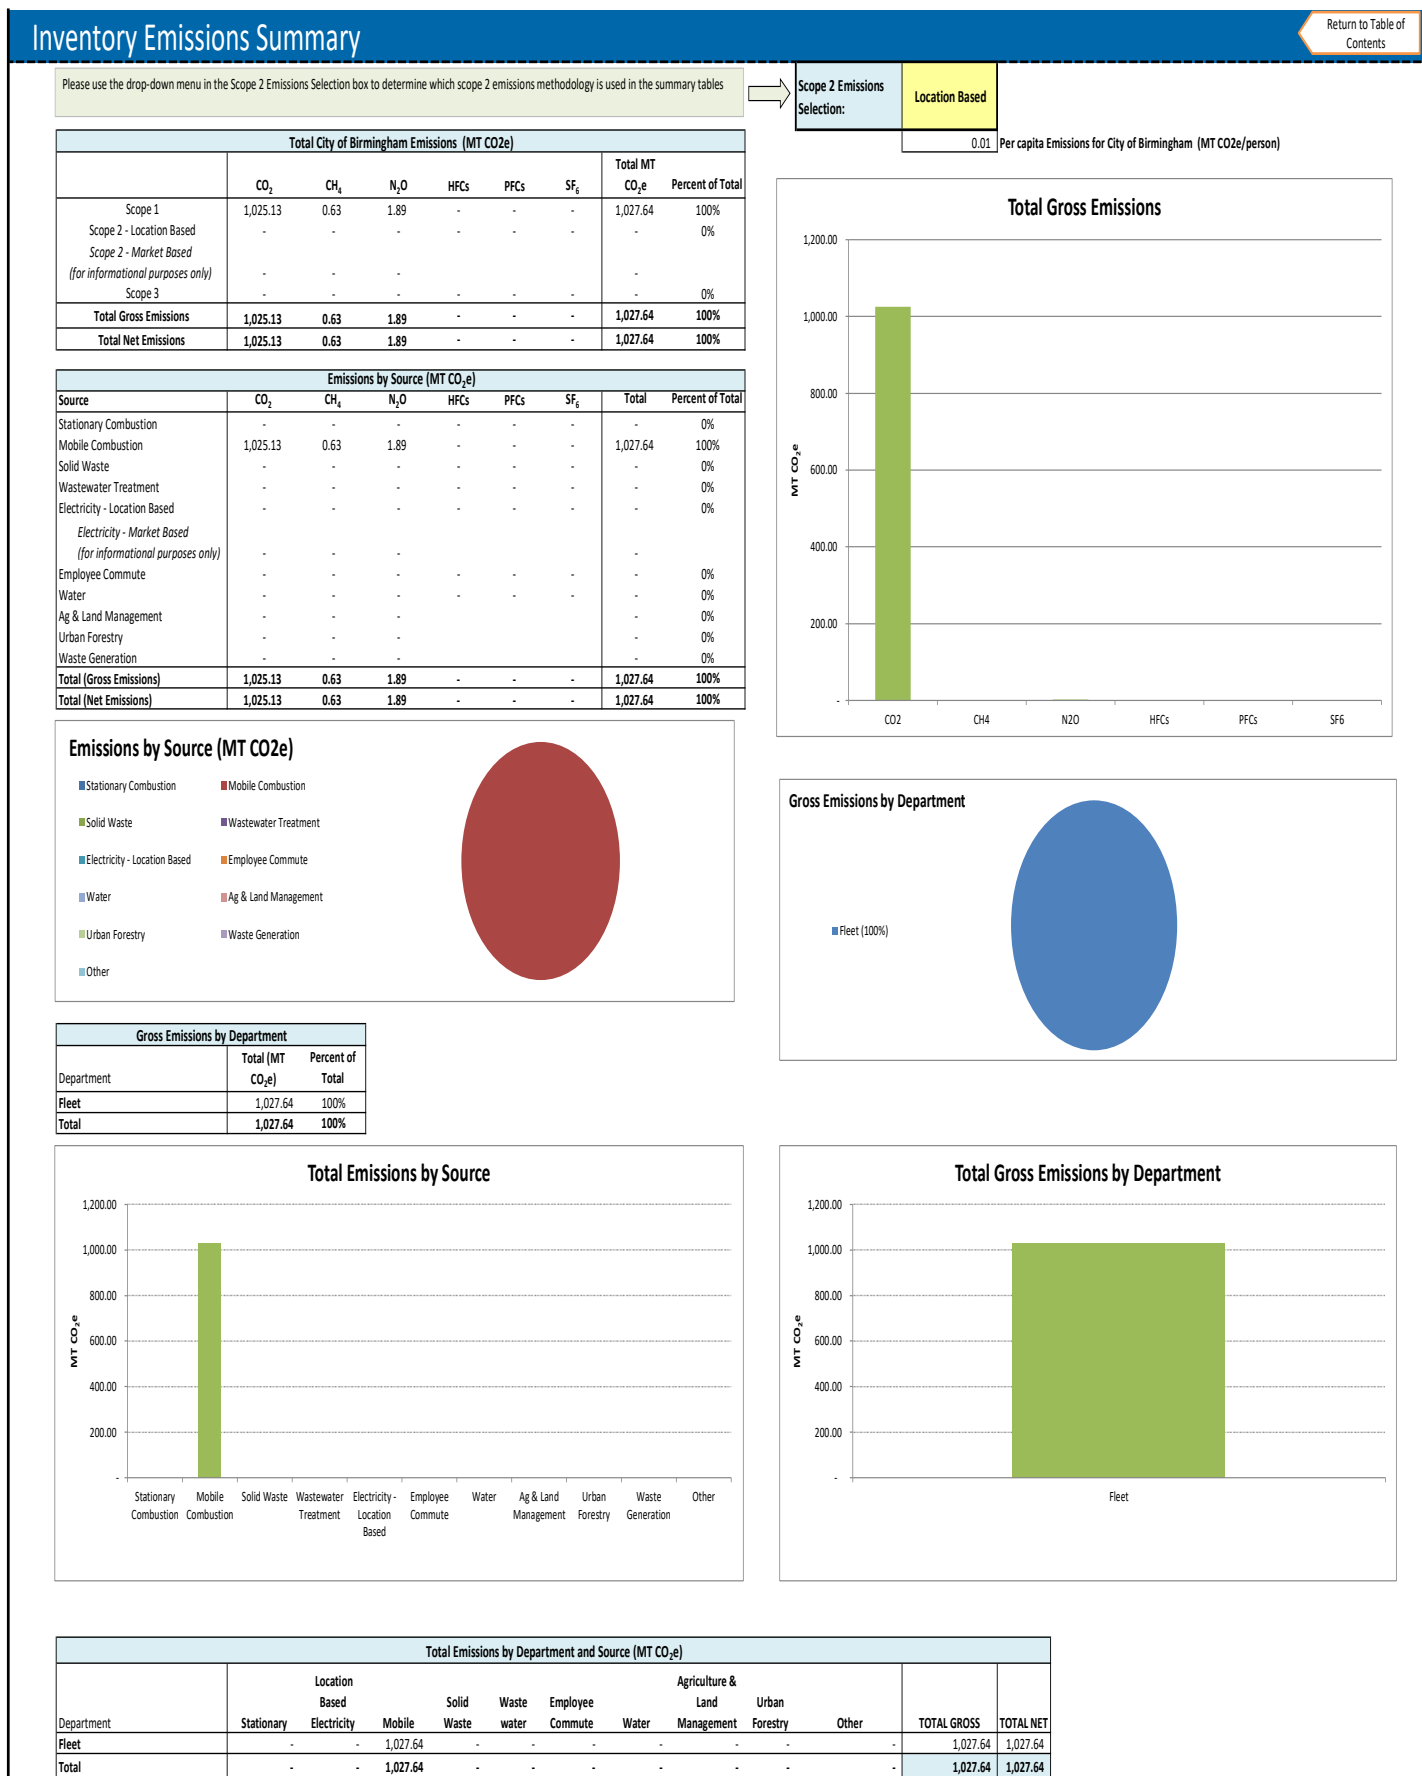 Inventory Emissions Summary
Return to Table of
Contents
Please use the drop-down menu in the Scope 2 Emissions Selection box to determine which scope 2 emissions methodology is used in the summary tables
Scope 2 Emissions
Selection:
Location Based
0.01 Per capita Emissions for City of Birmingham (MT CO2e/person)
Total City of Birmingham Emissions (MT CO2e)
Total MT
CO₂ CH₄ N₂O HFCs PFCs SF₆ CO₂e Percent of Total
Scope 1 1,025.13 0.63 1.89 - - - 1,027.64 100%
Scope 2 - Location Based - - - - - - - 0%
Scope 2 - Market Based
(for informational purposes only) - - - -
Scope 3 - - - - - - - 0%
Total Gross Emissions 1,025.13 0.63 1.89 - - - 1,027.64 100%
Total Net Emissions 1,025.13 0.63 1.89 - - - 1,027.64 100%
Emissions by Source (MT CO₂e)
Source CO₂ CH₄ N₂O HFCs PFCs SF₆ Total Percent of Total
Stationary Combustion - - - - - - - 0%
Mobile Combustion 1,025.13 0.63 1.89 - - - 1,027.64 100%
Solid Waste - - - - - - - 0%
Wastewater Treatment - - - - - - - 0%
Electricity - Location Based - - - - - - - 0%
Electricity - Market Based
(for informational purposes only) - - - -
Employee Commute - - - - - - - 0%
Water - - - - - - - 0%
Ag & Land Management - - - - 0%
Urban Forestry - - - - 0%
Waste Generation - - - - 0%
Total (Gross Emissions) 1,025.13 0.63 1.89 - - - 1,027.64 100%
Total (Net Emissions) 1,025.13 0.63 1.89 - - - 1,027.64 100%
Total Gross Emissions
1,200.00
1,000.00
800.00
600.00
400.00
200.00
-
MT CO₂e
CO2 CH4 N2O HFCs PFCs SF6
Emissions by Source (MT CO2e)
Stationary Combustion Mobile Combustion
Solid Waste Wastewater Treatment
Electricity - Location Based Employee Commute
Water Ag & Land Management
Urban Forestry Waste Generation
Other
Gross Emissions by Department
Fleet (100%)
Gross Emissions by Department
Total (MT Percent of
Department CO₂e) Total
Fleet 1,027.64 100%
Total 1,027.64 100%
Total Emissions by Source
1,200.00
1,000.00
800.00
600.00
400.00
200.00
-
MT CO₂e
Stationary Mobile Solid Waste Wastewater Electricity - Employee Water Ag & Land Urban Waste Other
Combustion Combustion Treatment Location Commute Management Forestry Generation
Based
Total Gross Emissions by Department
1,200.00
1,000.00
800.00
600.00
400.00
200.00
-
MT CO₂e
Fleet
Total Emissions by Department and Source (MT CO₂e)
Location Agriculture &
Based Solid Waste Employee Land Urban
Department Stationary Electricity Mobile Waste water Commute Water Management Forestry Other TOTAL GROSS TOTAL NET
Fleet - - 1,027.64 - - - - - - - 1,027.64 1,027.64
Total - - 1,027.64 - - - - - - - 1,027.64 1,027.64